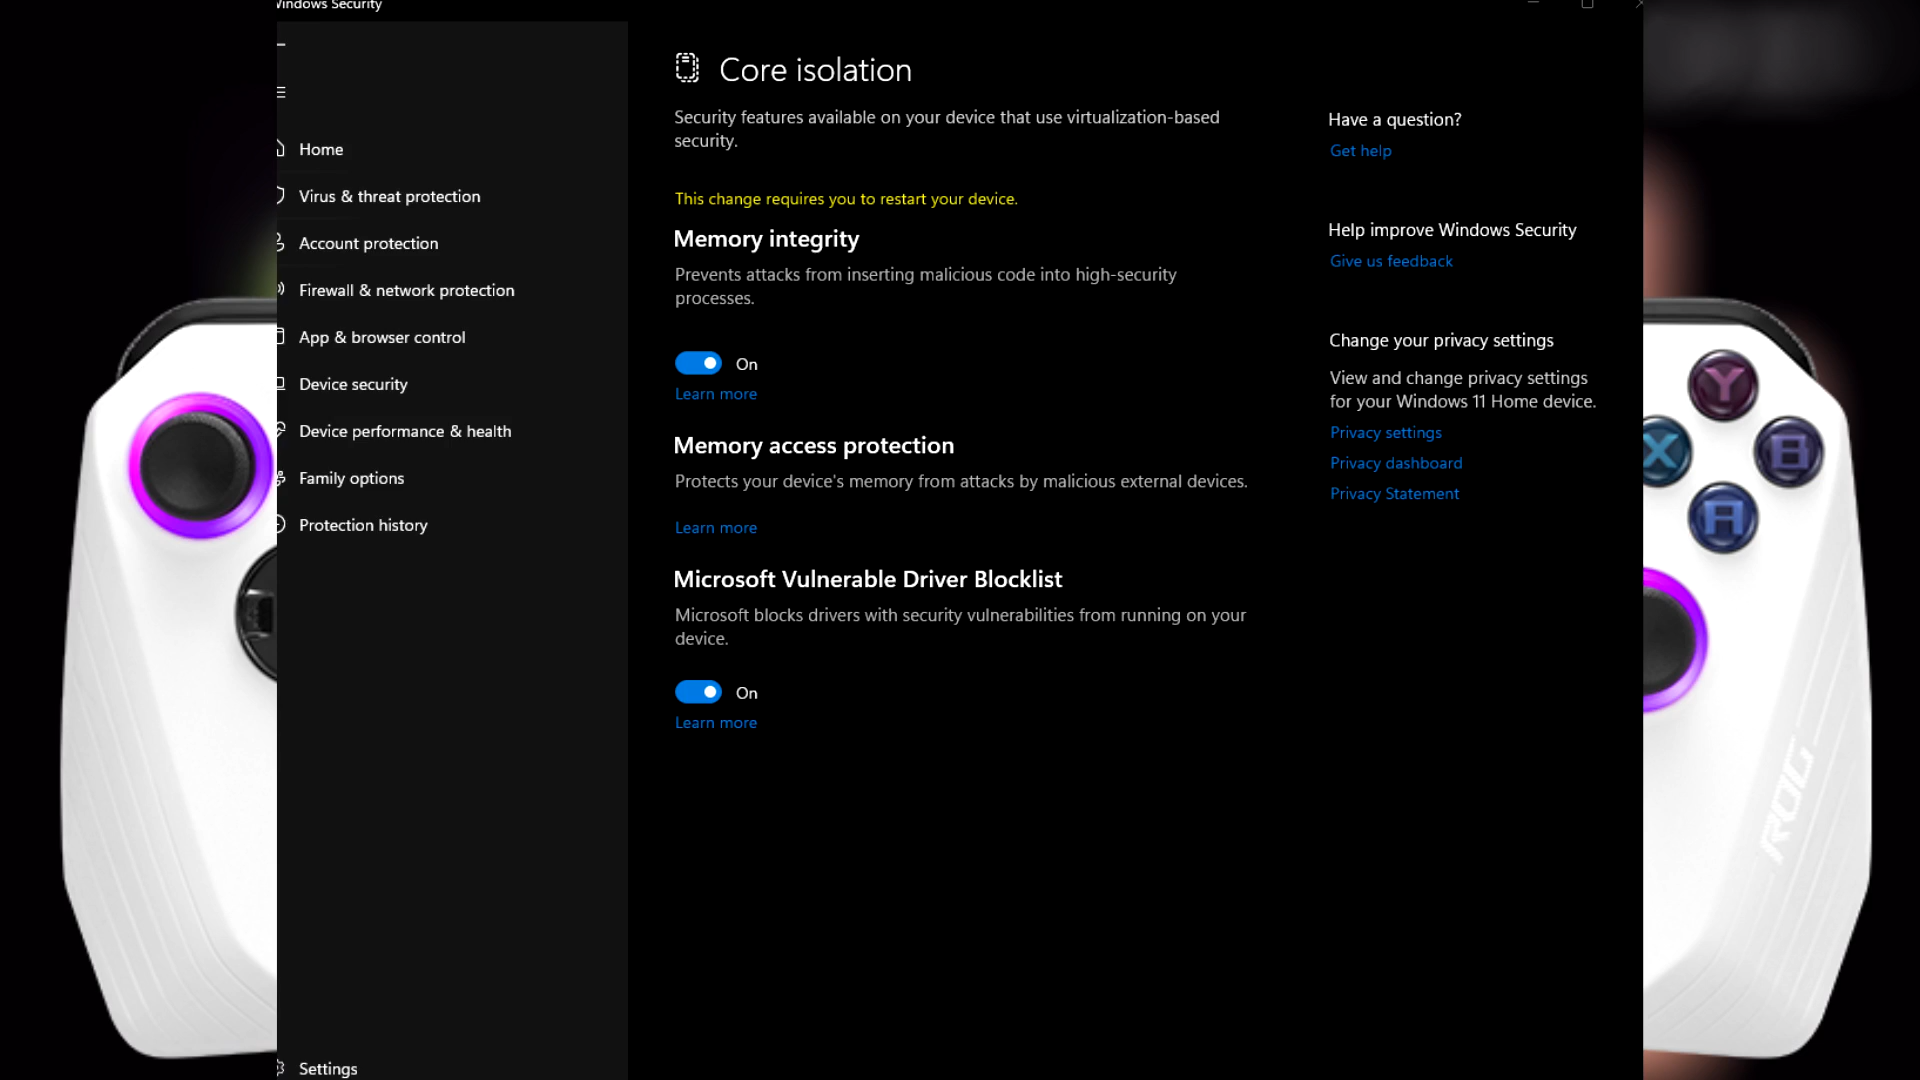 Windows Security
Home
Virus & threat protection
Account protection
Firewall & network protection
App & browser control
Device security
Device performance & health
Family options
Protection history
Settings
Core isolation
Security features available on your device that use virtualization-based
security.
This change requires you to restart your device.
Memory integrity
Prevents attacks from inserting malicious code into high-security
processes.
On
Learn more
Memory access protection
Protects your device's memory from attacks by malicious external devices.
Learn more
Microsoft Vulnerable Driver Blocklist
Microsoft blocks drivers with security vulnerabilities from running on your
device.
On
Learn more
Have a question?
Get help
Help improve Windows Security
Give us feedback
Change your privacy settings
View and change privacy settings
for your Windows 11 Home device.
Privacy settings
Privacy dashboard
Privacy Statement
Y
X
B
A
ROG